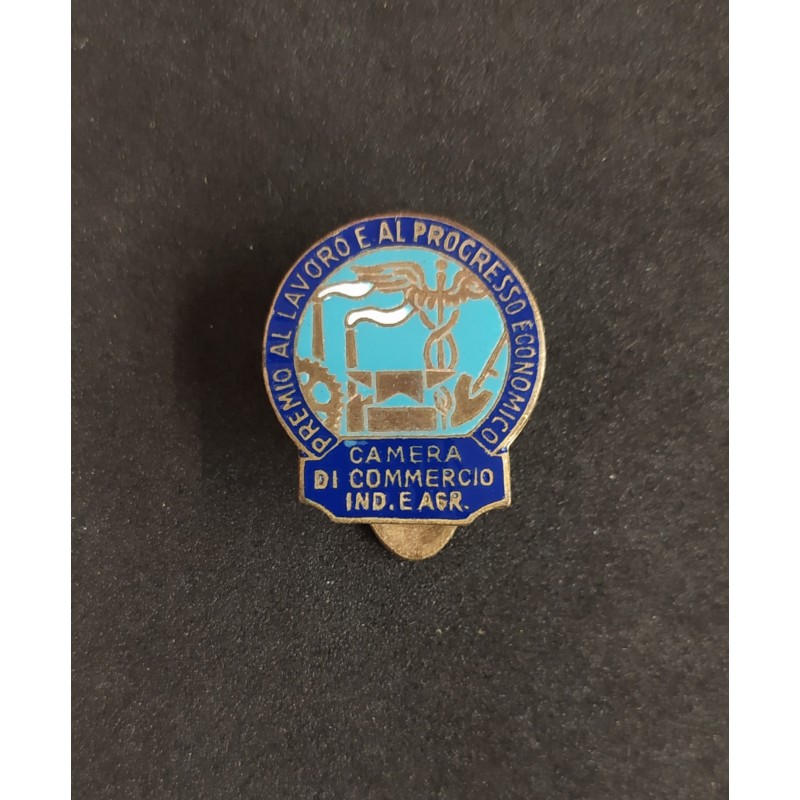 PREMIO AL LAVORO E AL PROGRESSO ECONOMICO
CAMERA
DI COMMERCIO
IND. E AGR.